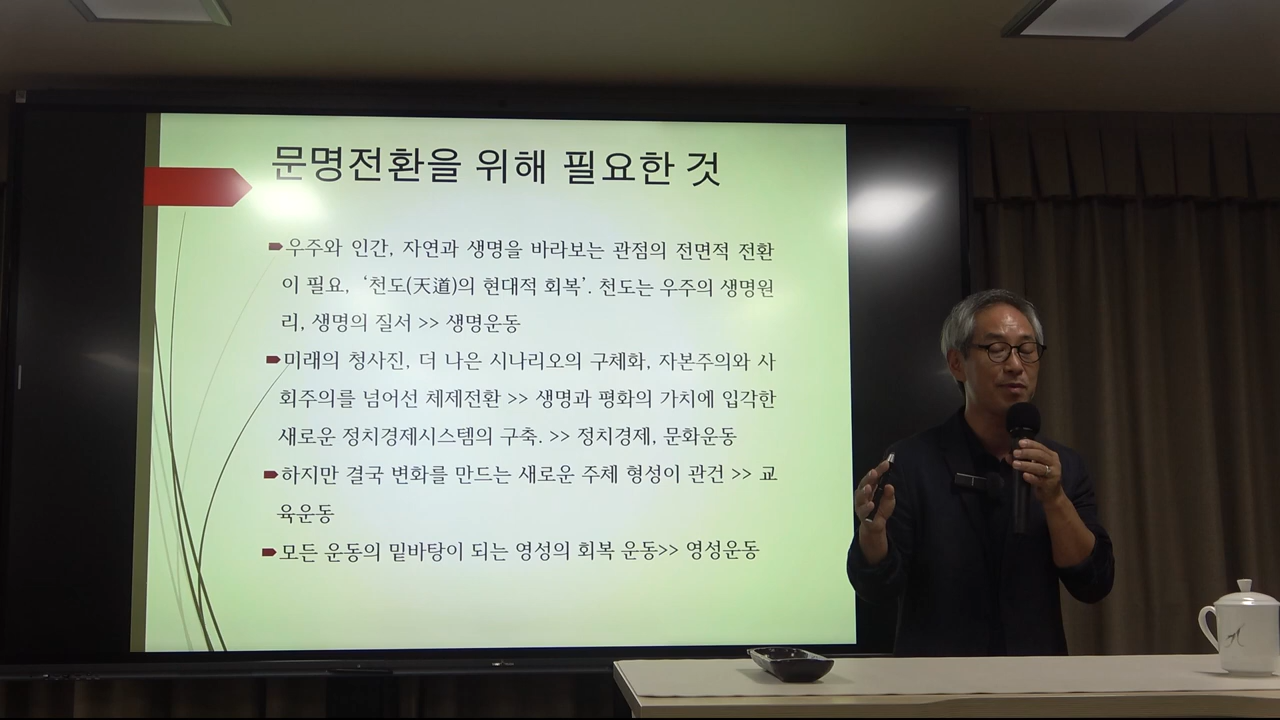 문명전환을 위해 필요한 것
우주와 인간, 자연과 생명을 바라보는 관점의 전면적 전환
이 필요, ‘천도(天道)의 현대적 회복’. 천도는 우주의 생명원
리, 생명의 질서 >> 생명운동
미래의 청사진, 더 나은 시나리오의 구체화, 자본주의와 사
회주의를 넘어선 체제전환 >> 생명과 평화의 가치에 입각한
새로운 정치경제시스템의 구축. >> 정치경제, 문화운동
하지만 결국 변화를 만드는 새로운 주체 형성이 관건 >> 교
육운동
모든 운동의 밑바탕이 되는 영성의 회복 운동>> 영성운동